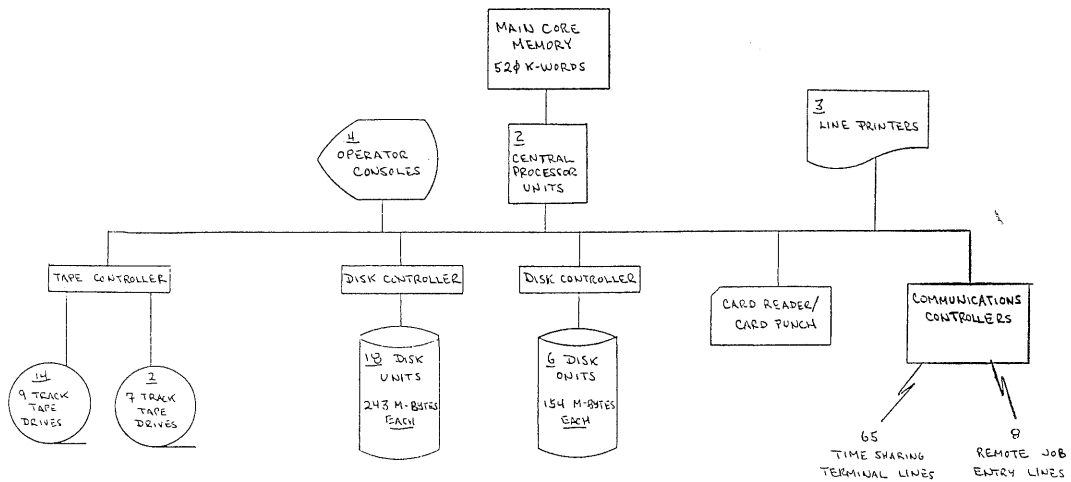 MAIN CORE
MEMORY
520 K-WORDS
4
OPERATOR
CONSOLES
2
CENTRAL
PROCESSOR
UNITS
3
LINE PRINTERS
TAPE CONTROLLER
DISK CONTROLLER
DISK CONTROLLER
CARD READER/
CARD PUNCH
COMMUNICATIONS
CONTROLLERS
14
9 TRACK
TAPE
DRIVES
2
7 TRACK
TAPE
DRIVES
18 DISK
UNITS
243 M-BYTES
EACH
6 DISK
UNITS
154 M-BYTES
EACH
65
TIME SHARING
TERMINAL LINES
8
REMOTE JOB
ENTRY LINES